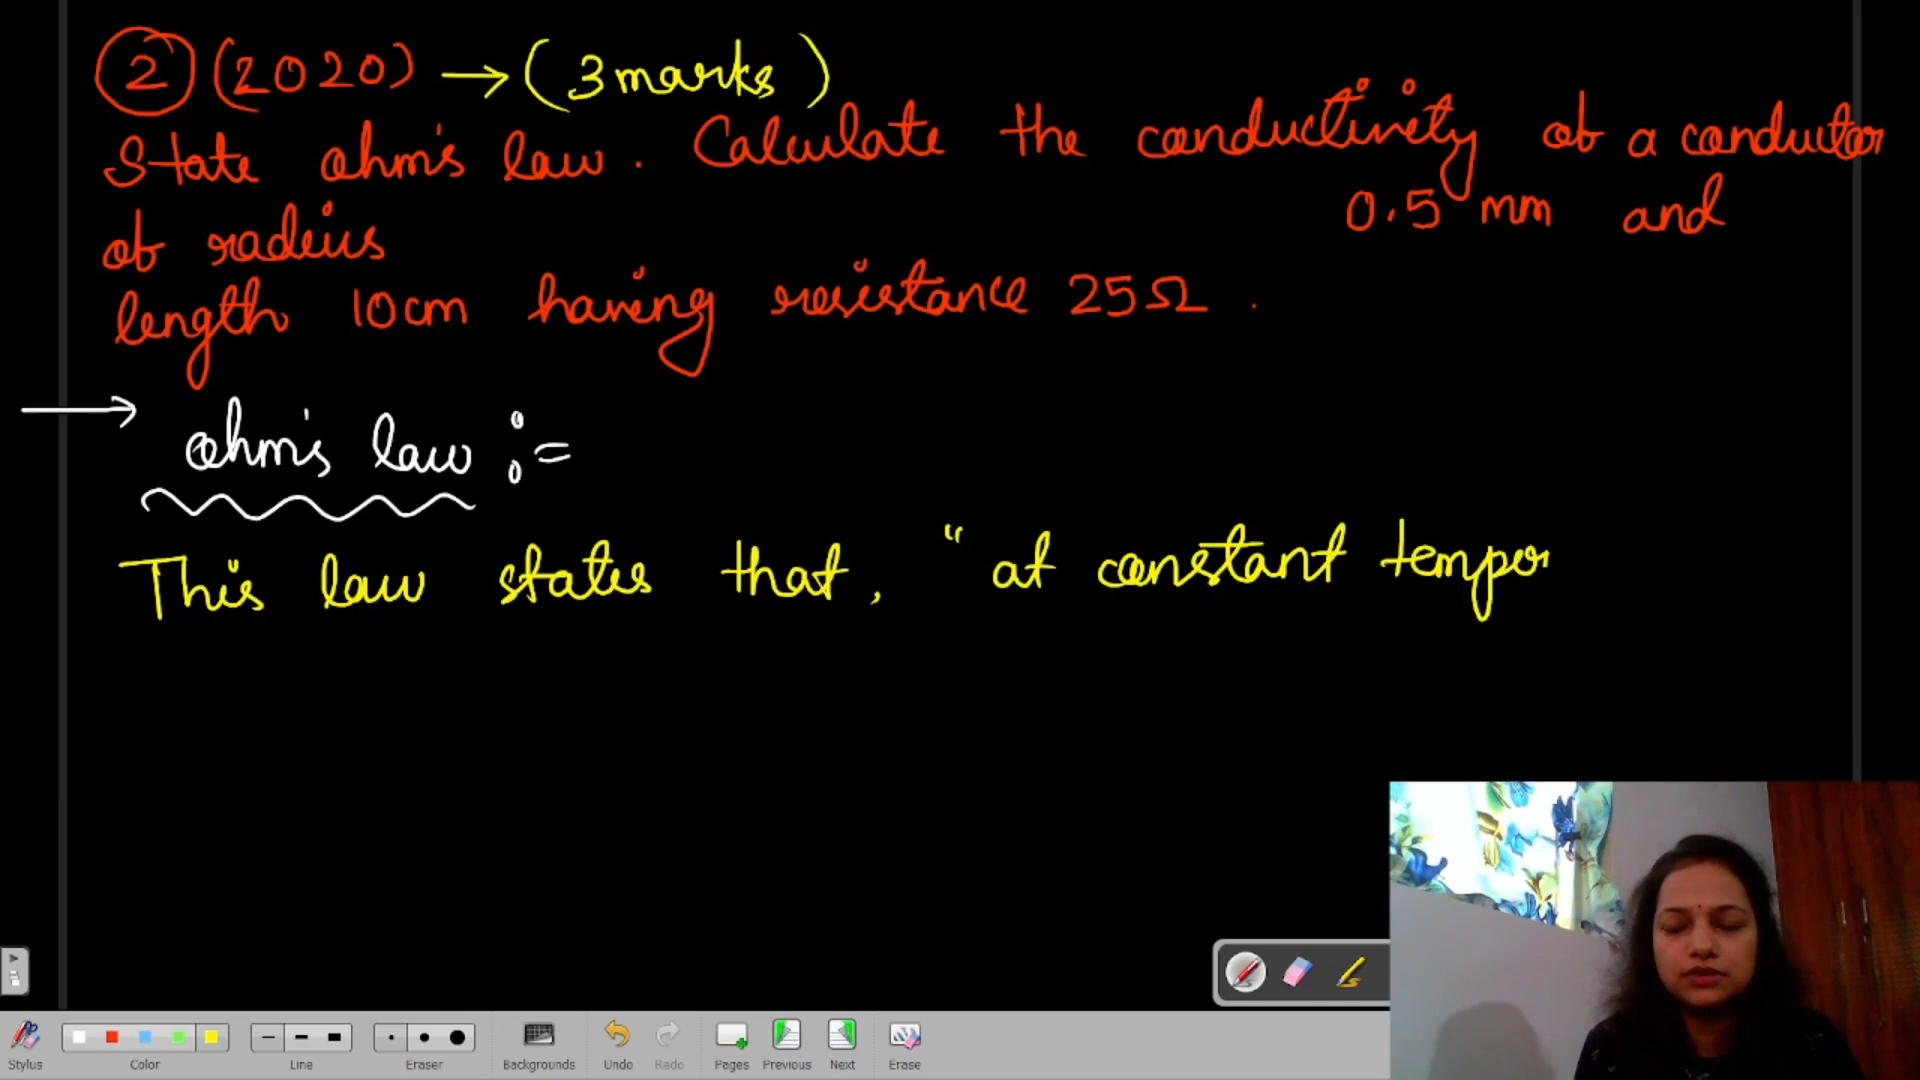 2 (2020) → (3marks)
State ohm's law. Calculate the conductivity of a conductor
of radius 0.5 mm and
length 10cm having resistance 25Ω.
→ ohm's law :=
This law states that, " at constant temper
Stylus
Color
Line
Eraser
Backgrounds
Undo
Redo
Pages
Previous
Next
Erase